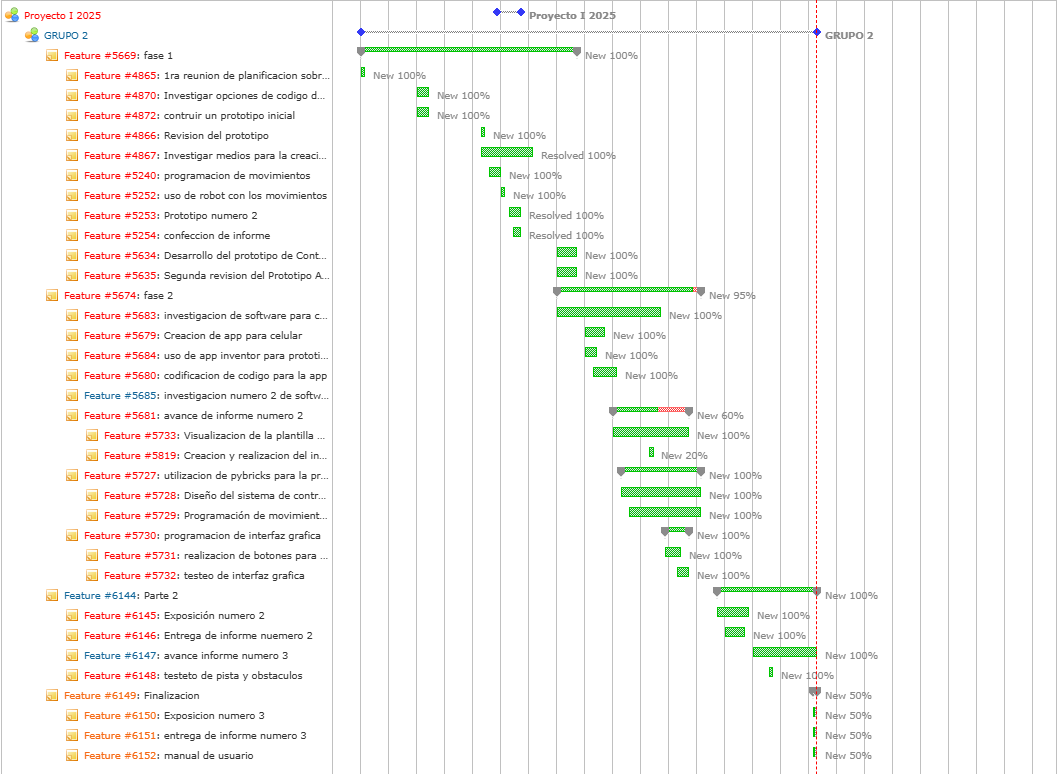 Proyecto I 2025 Proyecto I 2025
GRUPO 2 GRUPO 2
Feature #5669: fase 1 New 100%
Feature #4865: 1ra reunion de planificacion sobr... New 100%
Feature #4870: Investigar opciones de codigo d... New 100%
Feature #4872: contruir un prototipo inicial New 100%
Feature #4866: Revision del prototipo New 100%
Feature #4867: Investigar medios para la creaci... Resolved 100%
Feature #5240: programacion de movimientos New 100%
Feature #5252: uso de robot con los movimientos New 100%
Feature #5253: Prototipo numero 2 Resolved 100%
Feature #5254: confeccion de informe Resolved 100%
Feature #5634: Desarrollo del prototipo de Cont... New 100%
Feature #5635: Segunda revision del Prototipo A... New 100%
Feature #5674: fase 2 New 95%
Feature #5683: investigacion de software para c... New 100%
Feature #5679: Creacion de app para celular New 100%
Feature #5684: uso de app inventor para prototi... New 100%
Feature #5680: codificacion de codigo para la app New 100%
Feature #5685: investigacion numero 2 de softw...
Feature #5681: avance de informe numero 2 New 60%
Feature #5733: Visualizacion de la plantilla ... New 100%
Feature #5819: Creacion y realizacion del in... New 20%
Feature #5727: utilizacion de pybricks para la pr... New 100%
Feature #5728: Diseño del sistema de contr... New 100%
Feature #5729: Programación de movimient... New 100%
Feature #5730: programacion de interfaz grafica New 100%
Feature #5731: realizacion de botones para ... New 100%
Feature #5732: testeo de interfaz grafica New 100%
Feature #6144: Parte 2 New 100%
Feature #6145: Exposición numero 2 New 100%
Feature #6146: Entrega de informe nuemero 2 New 100%
Feature #6147: avance informe numero 3 New 100%
Feature #6148: testeto de pista y obstaculos New 100%
Feature #6149: Finalizacion New 50%
Feature #6150: Exposicion numero 3 New 50%
Feature #6151: entrega de informe numero 3 New 50%
Feature #6152: manual de usuario New 50%